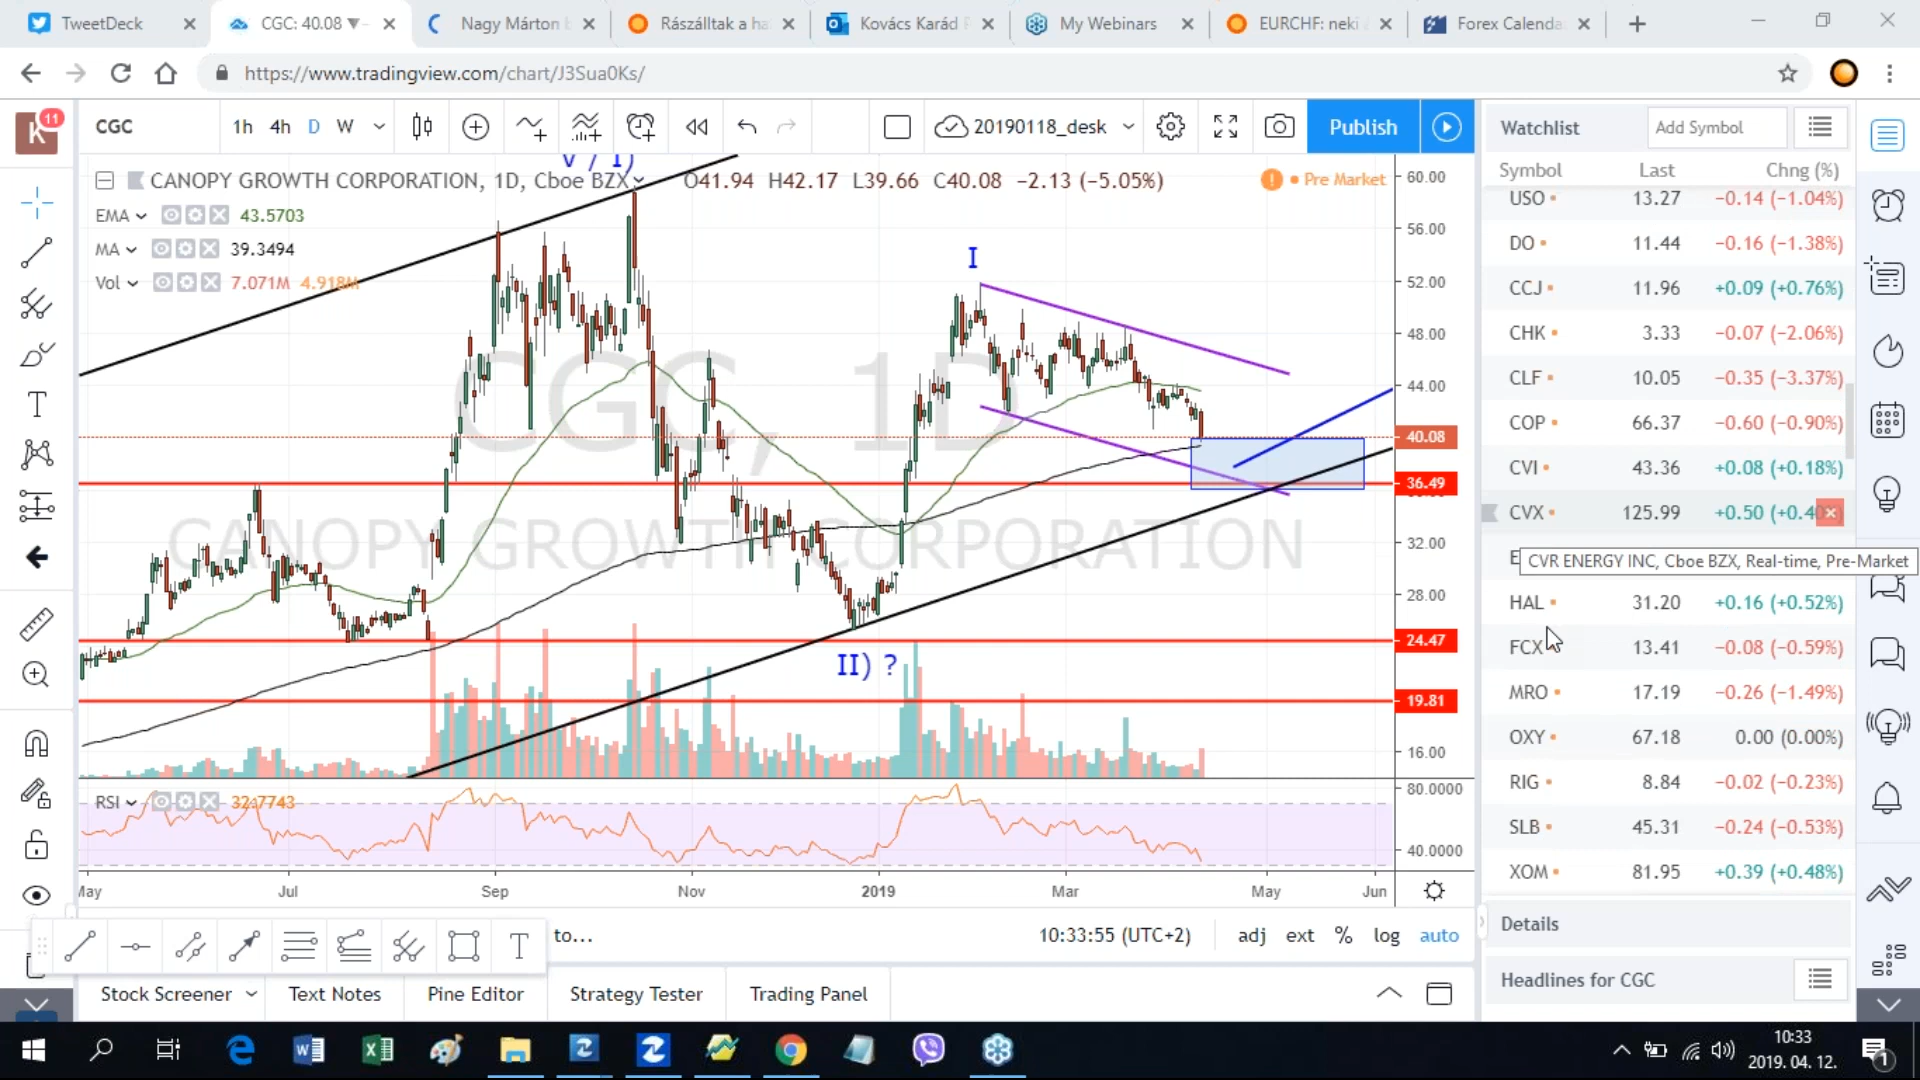 TweetDeck
CGC: 40.08 ▼
Nagy Márton
Rászálltak a ha
Kovács Karád
My Webinars
EURCHF: neki
Forex Calenda
https://www.tradingview.com/chart/J3Sua0Ks/
K 11
CGC
1h 4h D W
20190118_desk
Publish
CANOPY GROWTH CORPORATION, 1D, Cboe BZX
O41.94 H42.17 L39.66 C40.08 −2.13 (−5.05%)
Pre Market
EMA 43.5703
MA 39.3494
Vol 7.071M 4.918M
V / I)
I
II) ?
CGC, 1D
CANOPY GROWTH CORPORATION
60.00
56.00
52.00
48.00
44.00
40.08
36.49
32.00
28.00
24.47
19.81
16.00
RSI 32.7743
80.0000
40.0000
May Jul Sep Nov 2019 Mar May Jun
to...
10:33:55 (UTC+2)
adj ext % log auto
Stock Screener
Text Notes
Pine Editor
Strategy Tester
Trading Panel
Watchlist
Add Symbol
Symbol Last Chng (%)
USO 13.27 −0.14 (−1.04%)
DO 11.44 −0.16 (−1.38%)
CCJ 11.96 +0.09 (+0.76%)
CHK 3.33 −0.07 (−2.06%)
CLF 10.05 −0.35 (−3.37%)
COP 66.37 −0.60 (−0.90%)
CVI 43.36 +0.08 (+0.18%)
CVX 125.99 +0.50 (+0.4
E
CVR ENERGY INC, Cboe BZX, Real-time, Pre-Market
HAL 31.20 +0.16 (+0.52%)
FCX 13.41 −0.08 (−0.59%)
MRO 17.19 −0.26 (−1.49%)
OXY 67.18 0.00 (0.00%)
RIG 8.84 −0.02 (−0.23%)
SLB 45.31 −0.24 (−0.53%)
XOM 81.95 +0.39 (+0.48%)
Details
Headlines for CGC
10:33
2019. 04. 12.
1